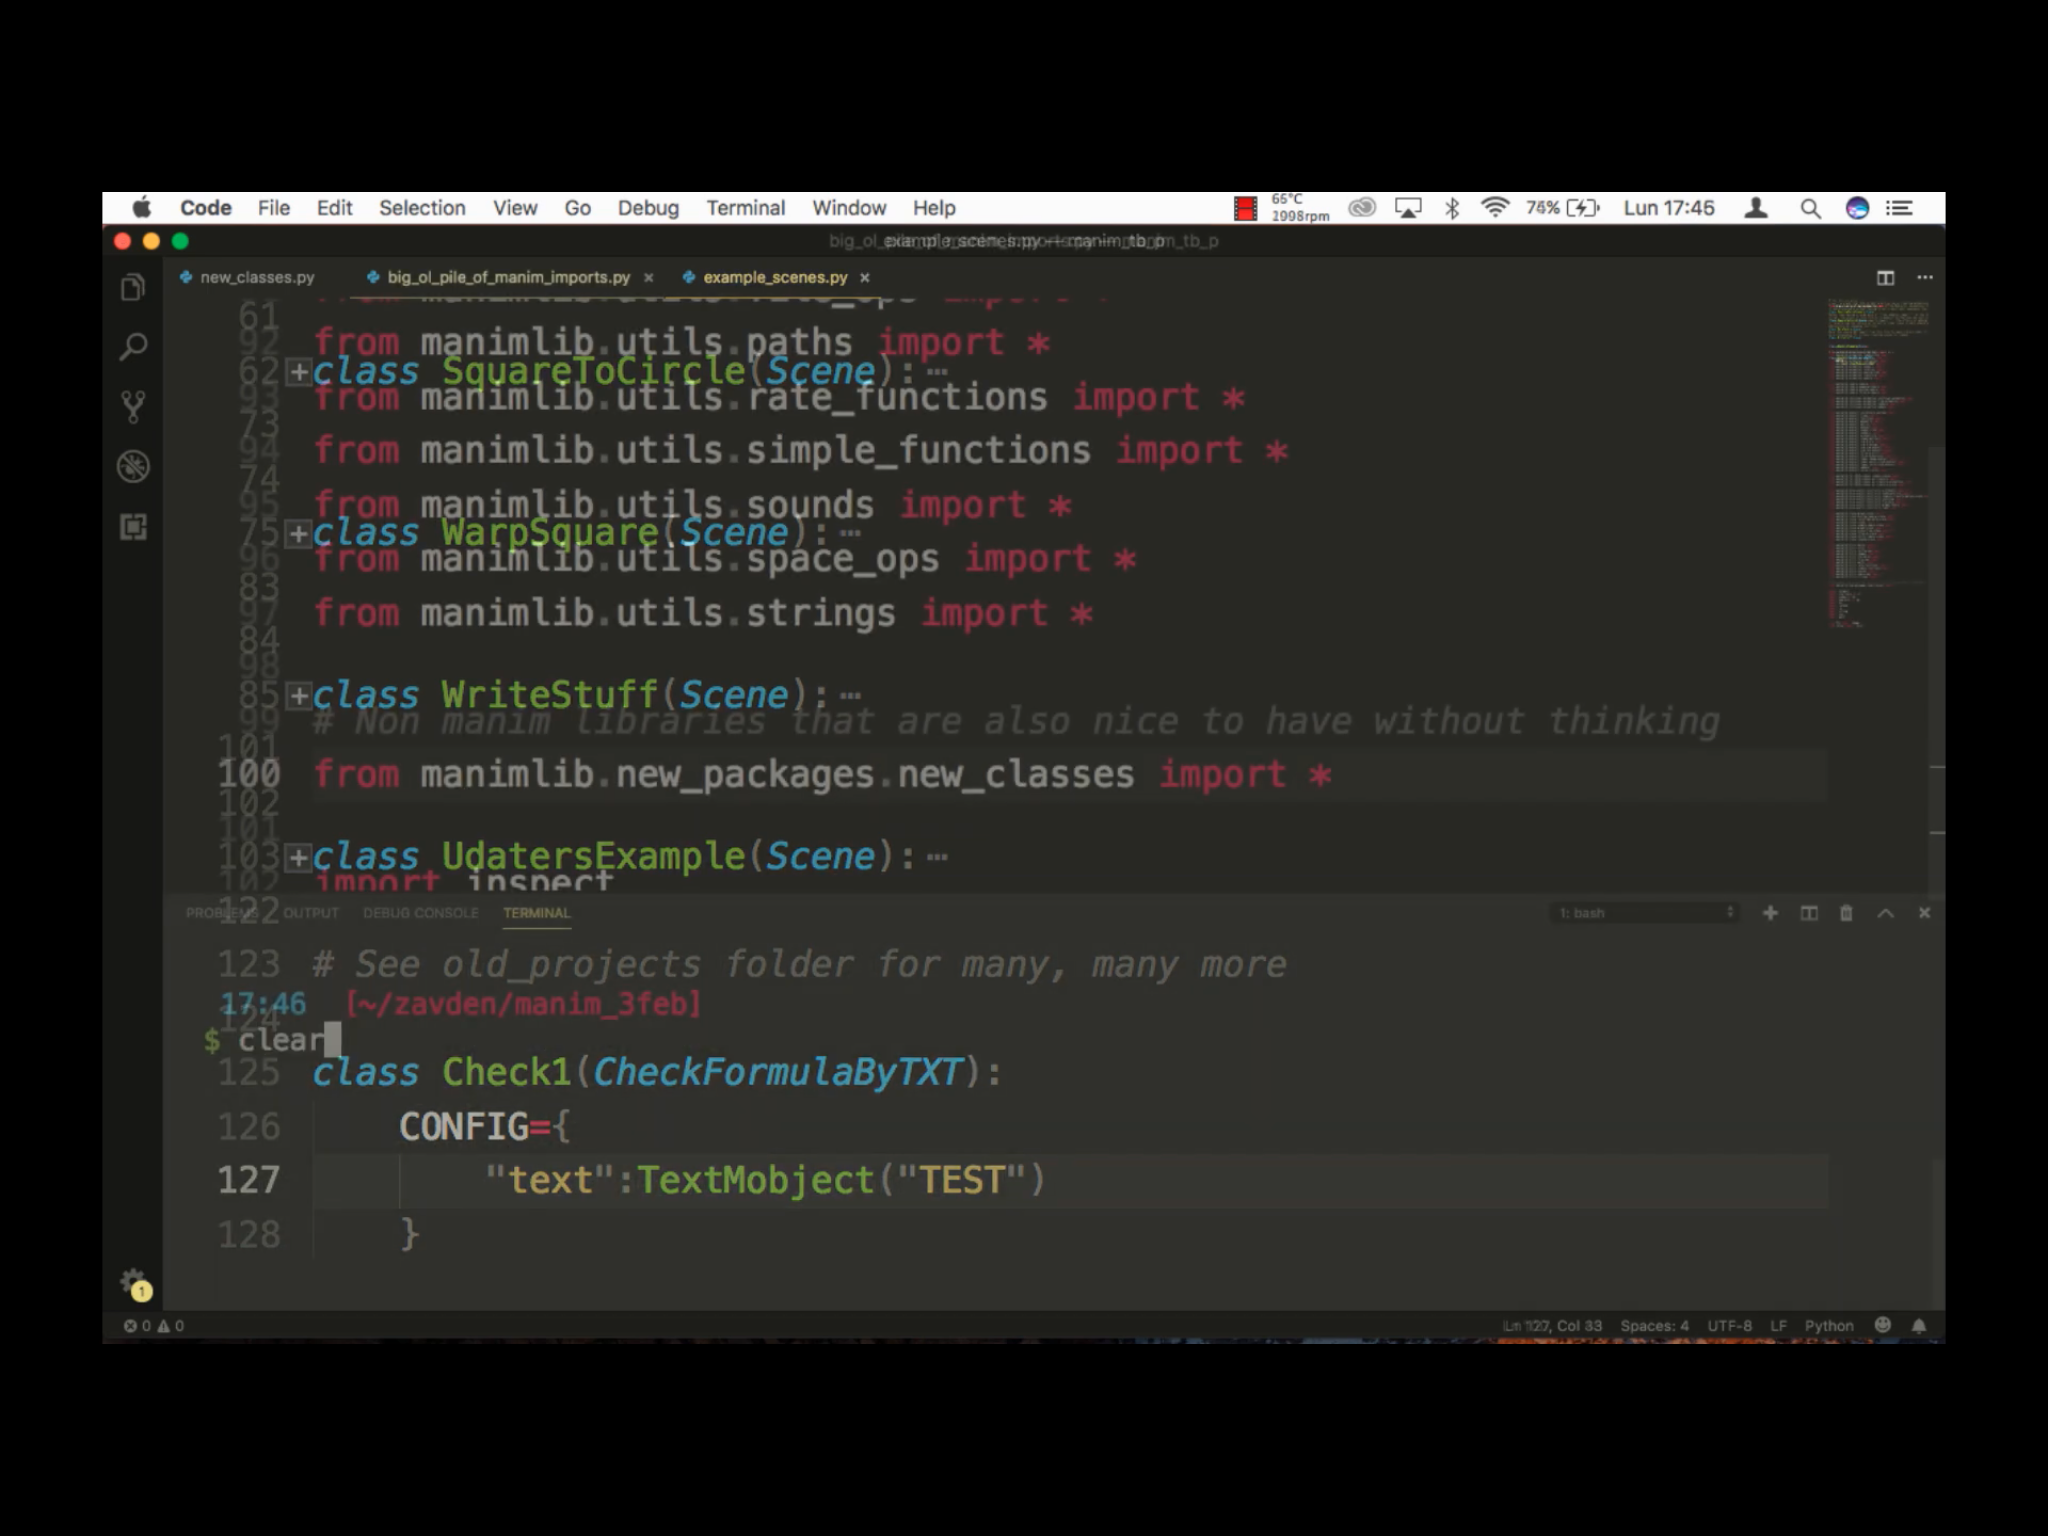 Code File Edit Selection View Go Debug Terminal Window Help 65°C 2998rpm Lun 17:45
example_scenes.py — manim_tb_p
new_classes.py big_ol_pile_of_manim_imports.py × example_scenes.py ×
61
92 from manimlib.utils.paths import *
62 class SquareToCircle(Scene):
93 from manimlib.utils.rate_functions import *
73
94 from manimlib.utils.simple_functions import *
74
95 from manimlib.utils.sounds import *
75 class WarpSquare(Scene):
96 from manimlib.utils.space_ops import *
83
97 from manimlib.utils.strings import *
84
98
85 class WriteStuff(Scene):
99 # Non manim libraries that are also nice to have without thinking
101
100 from manimlib.new_packages.new_classes import *
102
101
103 class UdatersExample(Scene):
102 import inspect
PROBLEMS OUTPUT DEBUG CONSOLE TERMINAL 1: bash
122
123 # See old_projects folder for many, many more
17:46 [~/zavden/manim_3feb]
124
$ clear
125 class Check1(CheckFormulaByTXT):
126 CONFIG={
127 "text":TextMobject("TEST")
128 }
1
0 0 Ln 127, Col 33 Spaces: 4 UTF-8 LF Python